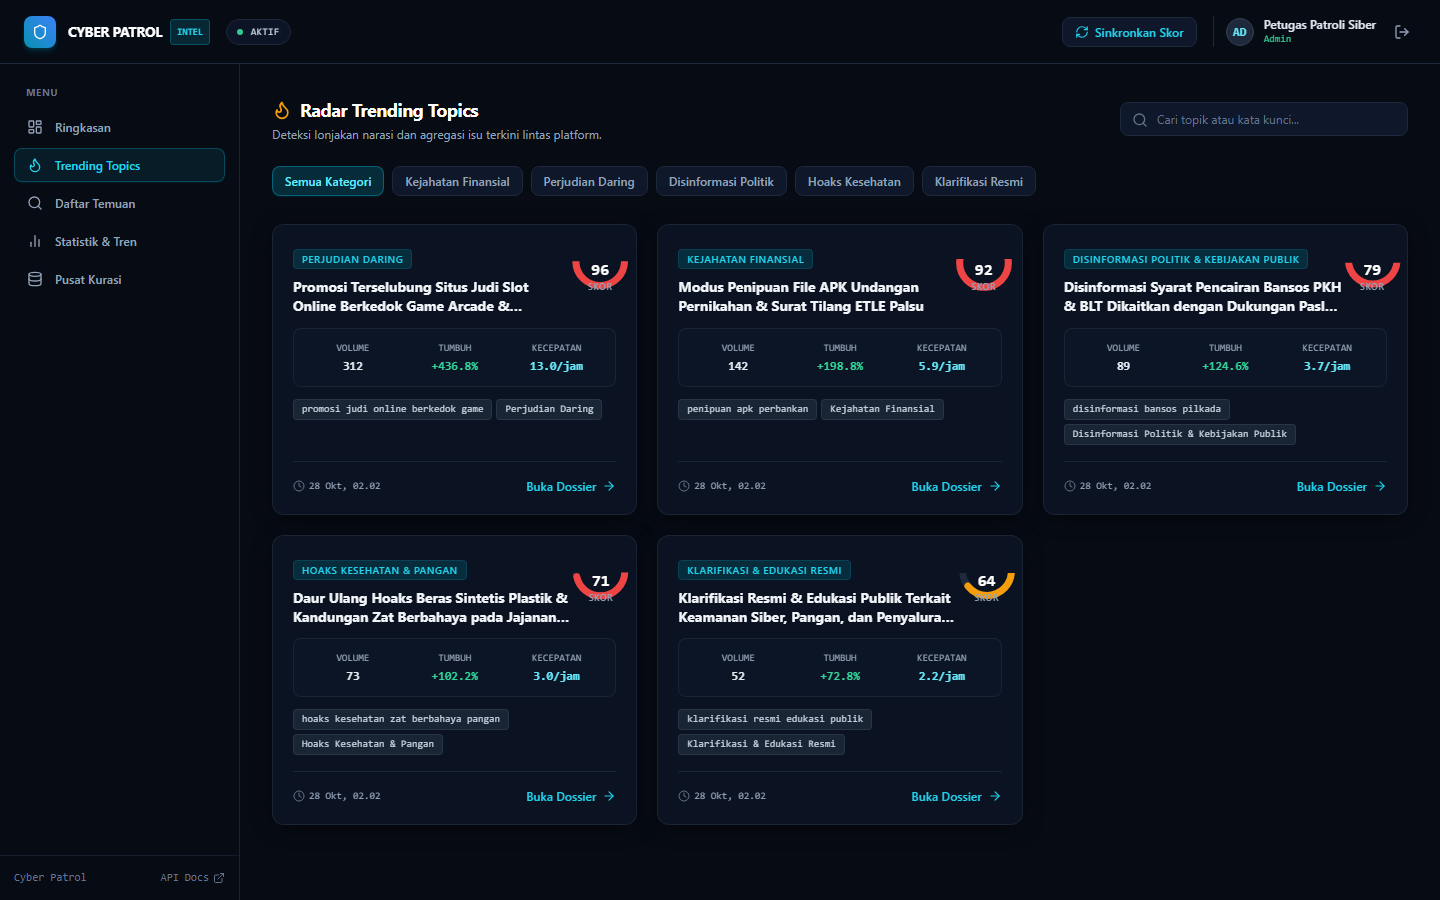 CYBER PATROL INTEL AKTIF
Sinkronkan Skor
AD Petugas Patroli Siber
Admin
MENU
Ringkasan
Trending Topics
Daftar Temuan
Statistik & Tren
Pusat Kurasi
Cyber Patrol API Docs
Radar Trending Topics
Deteksi lonjakan narasi dan agregasi isu terkini lintas platform.
Cari topik atau kata kunci...
Semua Kategori Kejahatan Finansial Perjudian Daring Disinformasi Politik Hoaks Kesehatan Klarifikasi Resmi
PERJUDIAN DARING
96
SKOR
Promosi Terselubung Situs Judi Slot
Online Berkedok Game Arcade &...
VOLUME TUMBUH KECEPATAN
312 +436.8% 13.0/jam
promosi judi online berkedok game Perjudian Daring
28 Okt, 02.02 Buka Dossier
KEJAHATAN FINANSIAL
92
SKOR
Modus Penipuan File APK Undangan
Pernikahan & Surat Tilang ETLE Palsu
VOLUME TUMBUH KECEPATAN
142 +198.8% 5.9/jam
penipuan apk perbankan Kejahatan Finansial
28 Okt, 02.02 Buka Dossier
DISINFORMASI POLITIK & KEBIJAKAN PUBLIK
79
SKOR
Disinformasi Syarat Pencairan Bansos PKH
& BLT Dikaitkan dengan Dukungan Pasl...
VOLUME TUMBUH KECEPATAN
89 +124.6% 3.7/jam
disinformasi bansos pilkada
Disinformasi Politik & Kebijakan Publik
28 Okt, 02.02 Buka Dossier
HOAKS KESEHATAN & PANGAN
71
SKOR
Daur Ulang Hoaks Beras Sintetis Plastik &
Kandungan Zat Berbahaya pada Jajanan...
VOLUME TUMBUH KECEPATAN
73 +102.2% 3.0/jam
hoaks kesehatan zat berbahaya pangan
Hoaks Kesehatan & Pangan
28 Okt, 02.02 Buka Dossier
KLARIFIKASI & EDUKASI RESMI
64
SKOR
Klarifikasi Resmi & Edukasi Publik Terkait
Keamanan Siber, Pangan, dan Penyalura...
VOLUME TUMBUH KECEPATAN
52 +72.8% 2.2/jam
klarifikasi resmi edukasi publik
Klarifikasi & Edukasi Resmi
28 Okt, 02.02 Buka Dossier